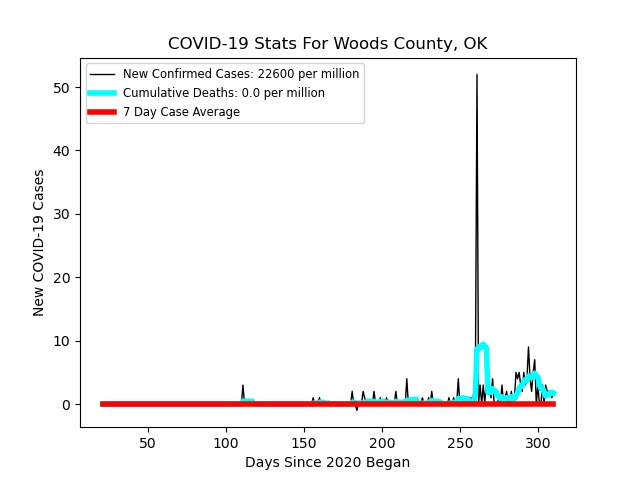 COVID-19 Stats For Woods County, OK
New Confirmed Cases: 22600 per million
Cumulative Deaths: 0.0 per million
7 Day Case Average
New COVID-19 Cases
50
40
30
20
10
0
50 100 150 200 250 300
Days Since 2020 Began